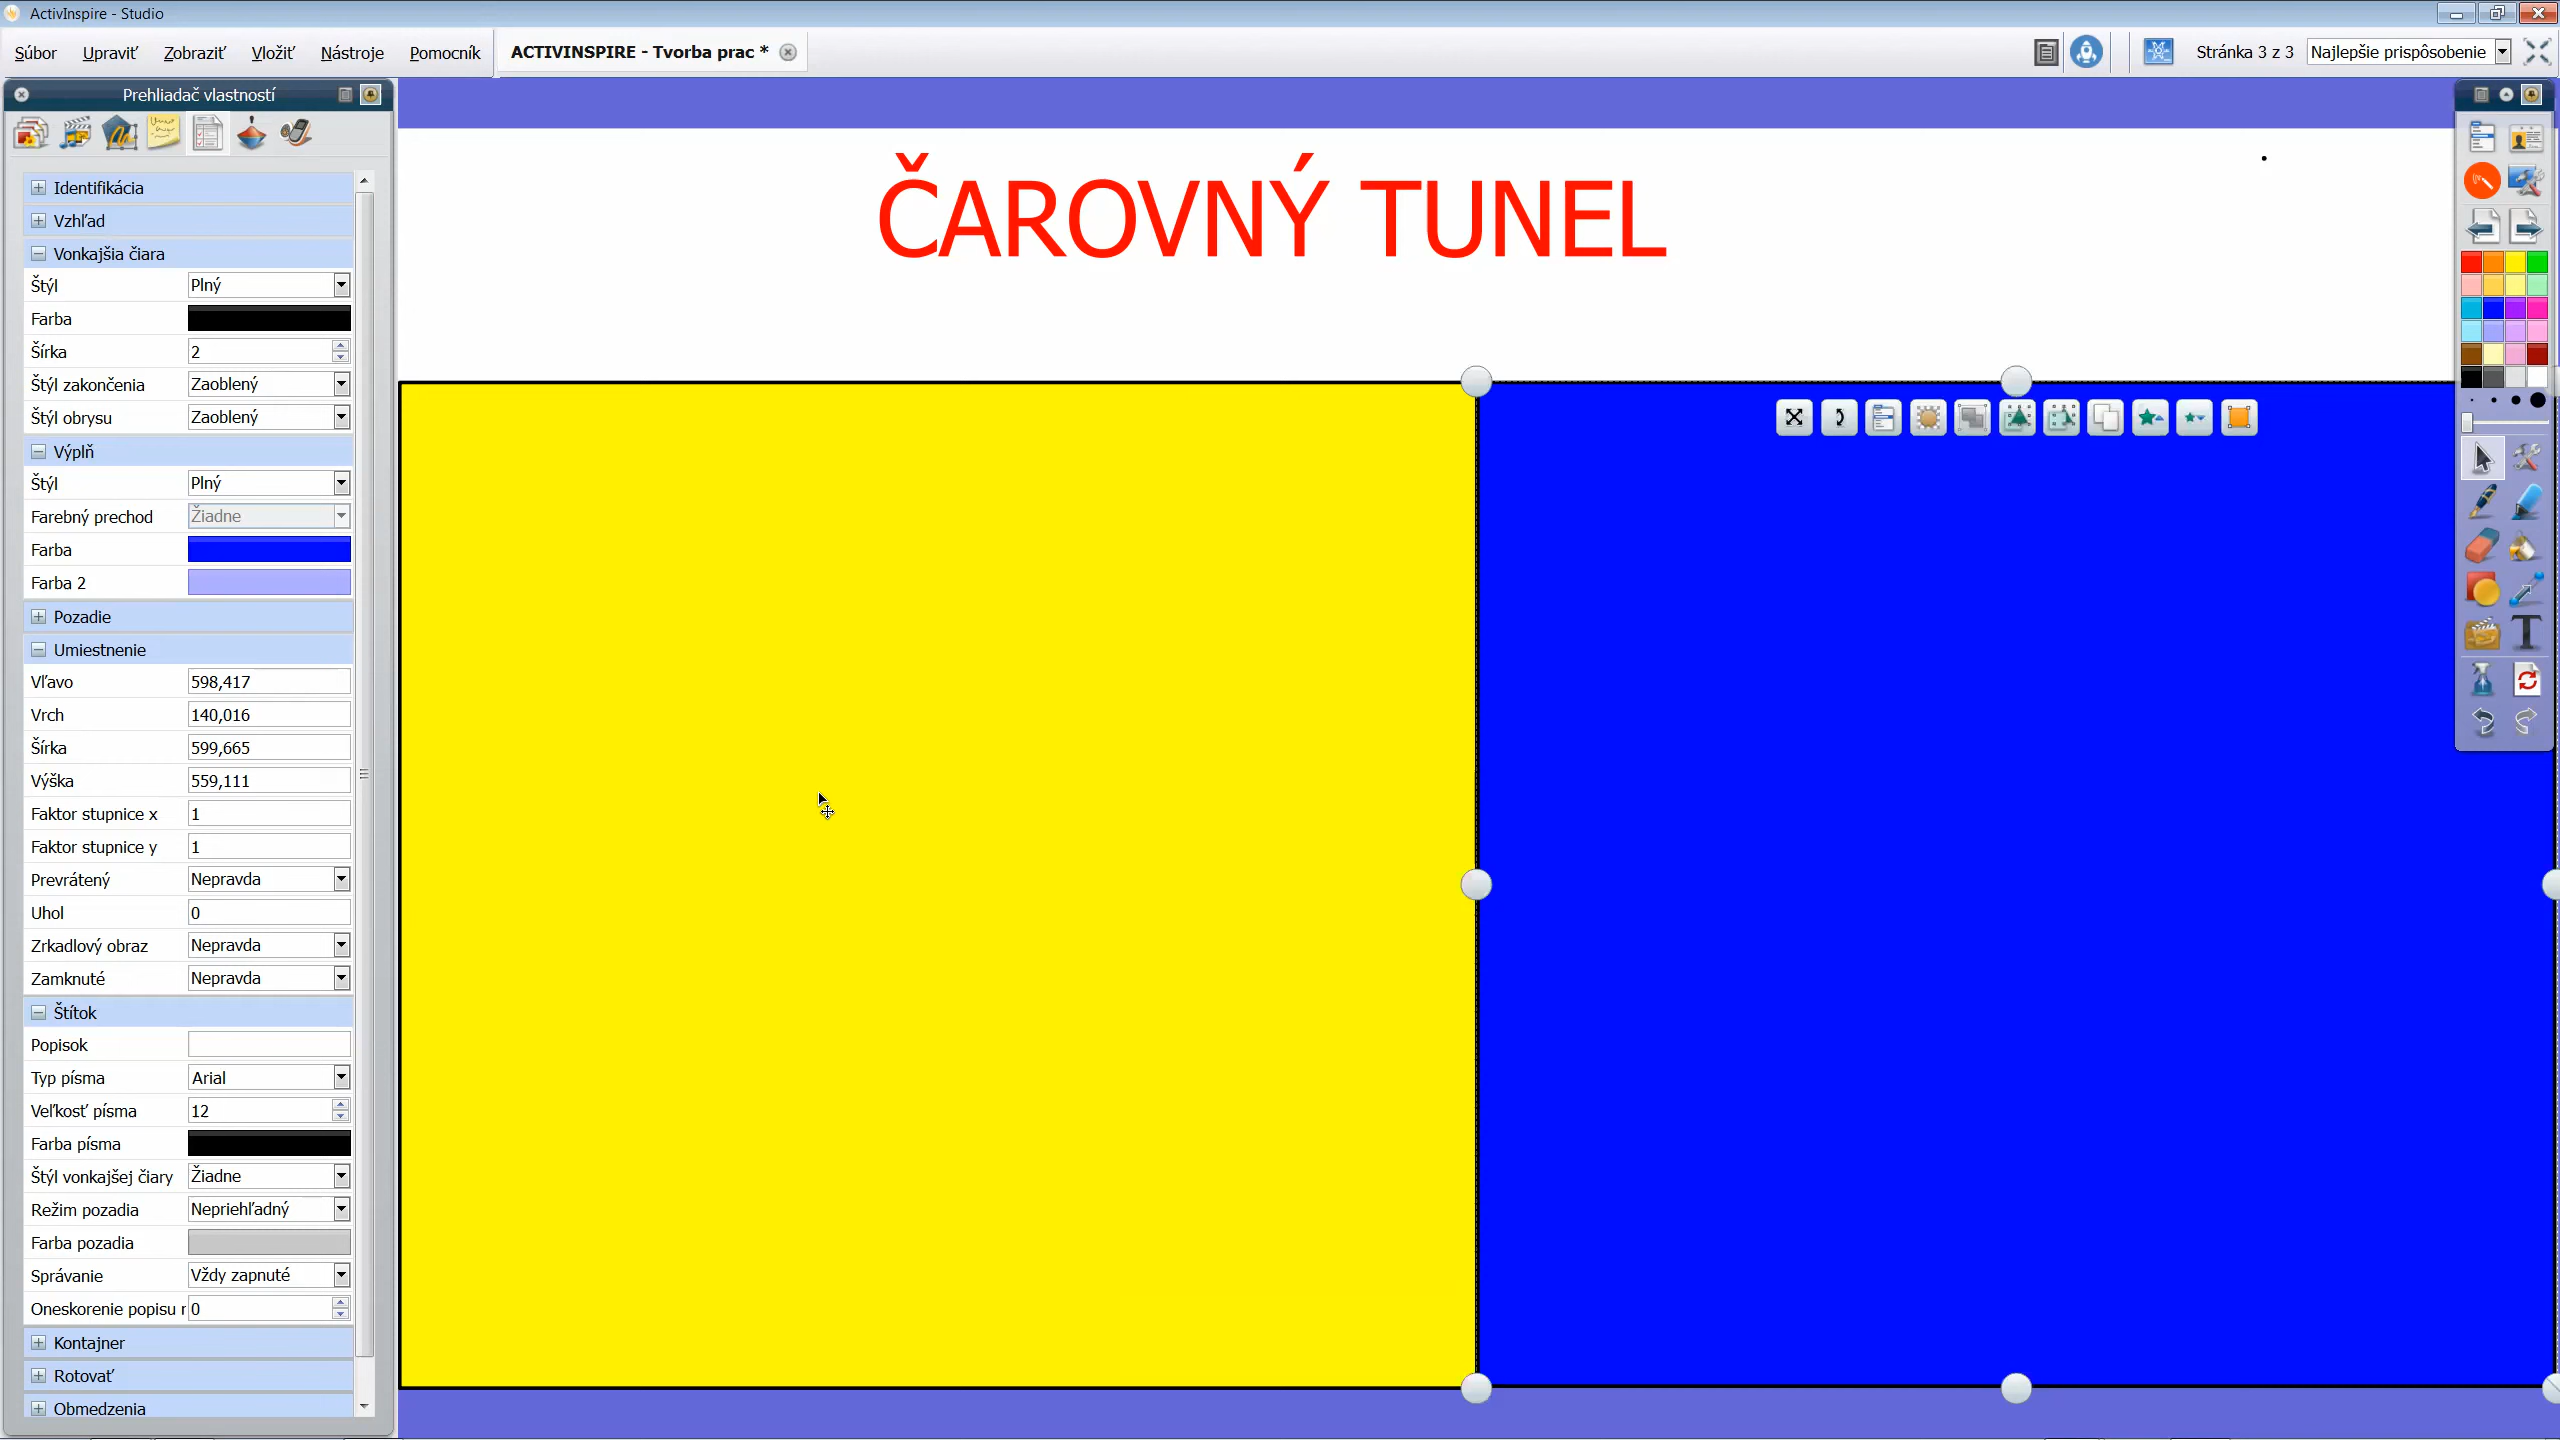 ActivInspire - Studio
Súbor Upraviť Zobraziť Vložiť Nástroje Pomocník
ACTIVINSPIRE - Tvorba prac *
Stránka 3 z 3
Najlepšie prispôsobenie
Prehliadač vlastností
Identifikácia
Vzhľad
Vonkajšia čiara
Štýl Plný
Farba
Šírka 2
Štýl zakončenia Zaoblený
Štýl obrysu Zaoblený
Výplň
Štýl Plný
Farebný prechod Žiadne
Farba
Farba 2
Pozadie
Umiestnenie
Vľavo 598,417
Vrch 140,016
Šírka 599,665
Výška 559,111
Faktor stupnice x 1
Faktor stupnice y 1
Prevrátený Nepravda
Uhol 0
Zrkadlový obraz Nepravda
Zamknuté Nepravda
Štítok
Popisok
Typ písma Arial
Veľkosť písma 12
Farba písma
Štýl vonkajšej čiary Žiadne
Režim pozadia Nepriehľadný
Farba pozadia
Správanie Vždy zapnuté
Oneskorenie popisu 0
Kontajner
Rotovať
Obmedzenia
ČAROVNÝ TUNEL